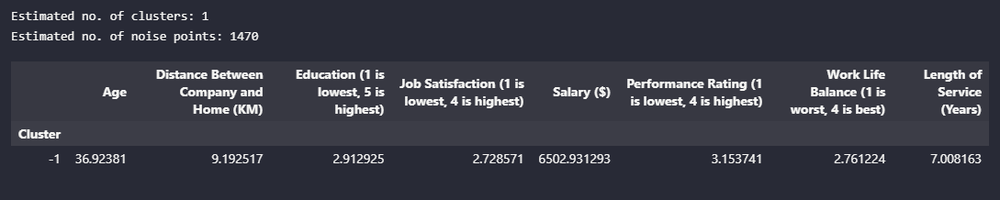 Estimated no. of clusters: 1
Estimated no. of noise points: 1470
Age Distance Between Company and Home (KM) Education (1 is lowest, 5 is highest) Job Satisfaction (1 is lowest, 4 is highest) Salary ($) Performance Rating (1 is lowest, 4 is highest) Work Life Balance (1 is worst, 4 is best) Length of Service (Years)
Cluster
-1 36.92381 9.192517 2.912925 2.728571 6502.931293 3.153741 2.761224 7.008163